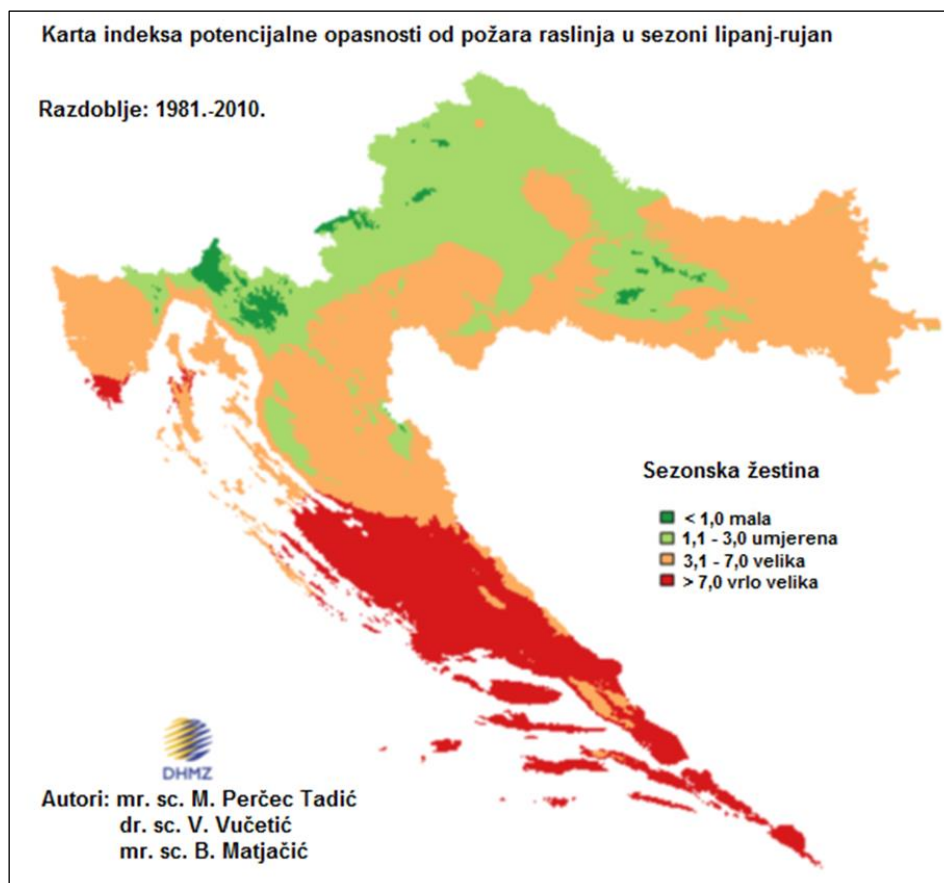 Karta indeksa potencijalne opasnosti od požara raslinja u sezoni lipanj-rujan
Razdoblje: 1981.-2010.
Sezonska žestina
< 1,0 mala
1,1 - 3,0 umjerena
3,1 - 7,0 velika
> 7,0 vrlo velika
DHMZ
Autori: mr. sc. M. Perčec Tadić
dr. sc. V. Vučetić
mr. sc. B. Matjačić